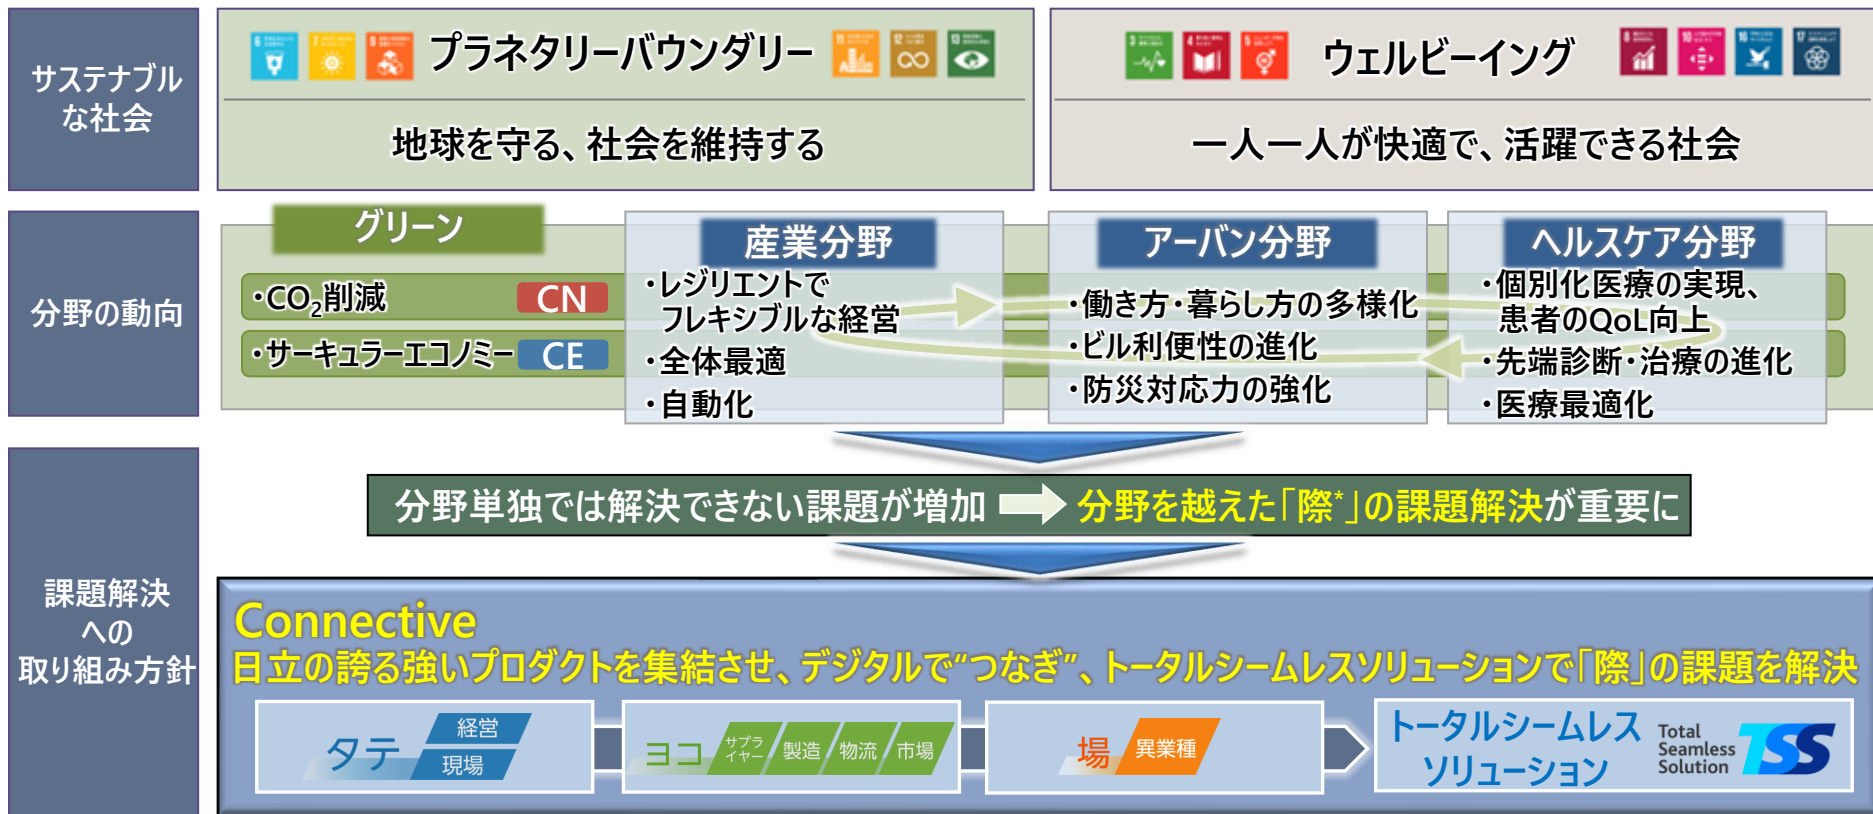 サステナブル
な社会
6
7
9
プラネタリーバウンダリー
11
12
13
地球を守る、社会を維持する
3
4
5
ウェルビーイング
8
10
16
17
一人一人が快適で、活躍できる社会
分野の動向
グリーン
・CO₂削減 CN
・サーキュラーエコノミー CE
産業分野
・レジリエントで
フレキシブルな経営
・全体最適
・自動化
アーバン分野
・働き方・暮らし方の多様化
・ビル利便性の進化
・防災対応力の強化
ヘルスケア分野
・個別化医療の実現、
患者のQoL向上
・先端診断・治療の進化
・医療最適化
分野単独では解決できない課題が増加 分野を越えた「際*」の課題解決が重要に
課題解決
への
取り組み方針
Connective
日立の誇る強いプロダクトを集結させ、デジタルで“つなぎ”、トータルシームレスソリューションで「際」の課題を解決
タテ
経営
現場
ヨコ
サプラ
イヤー
製造
物流
市場
場
異業種
トータルシームレス
ソリューション
Total
Seamless
Solution
TSS